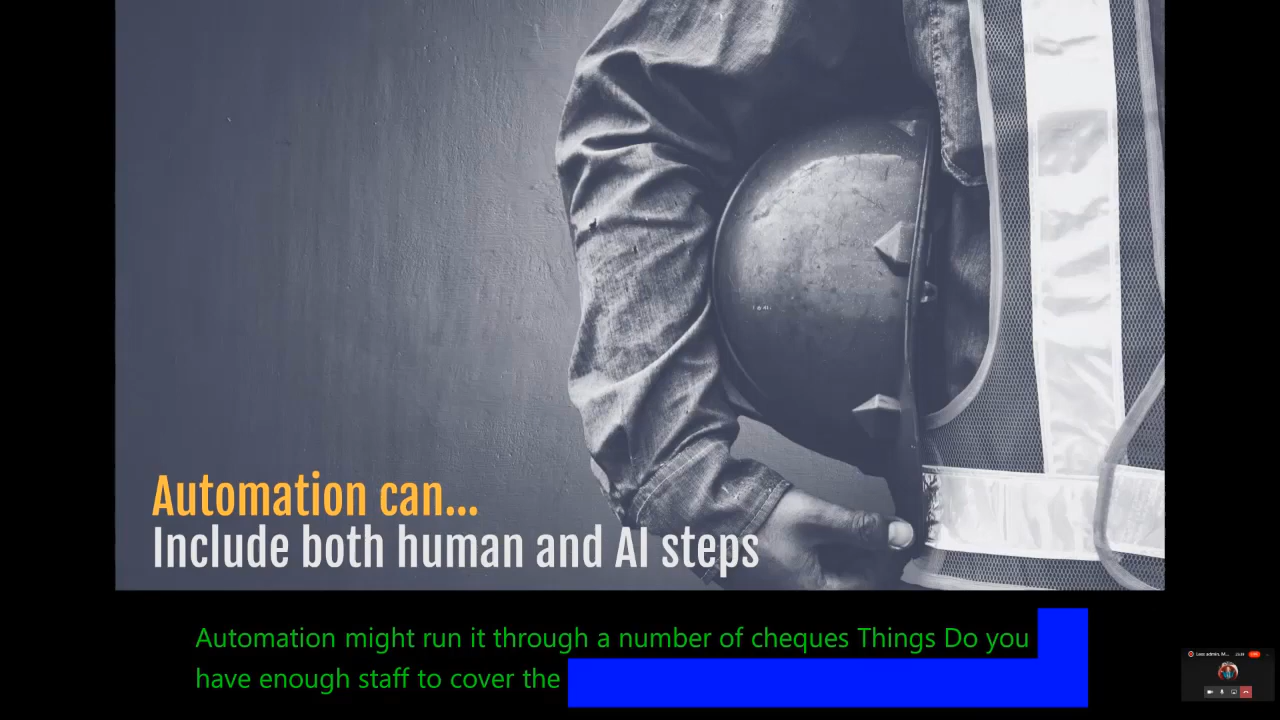 Automation can...
Include both human and AI steps
Automation might run it through a number of cheques Things Do you
have enough staff to cover the